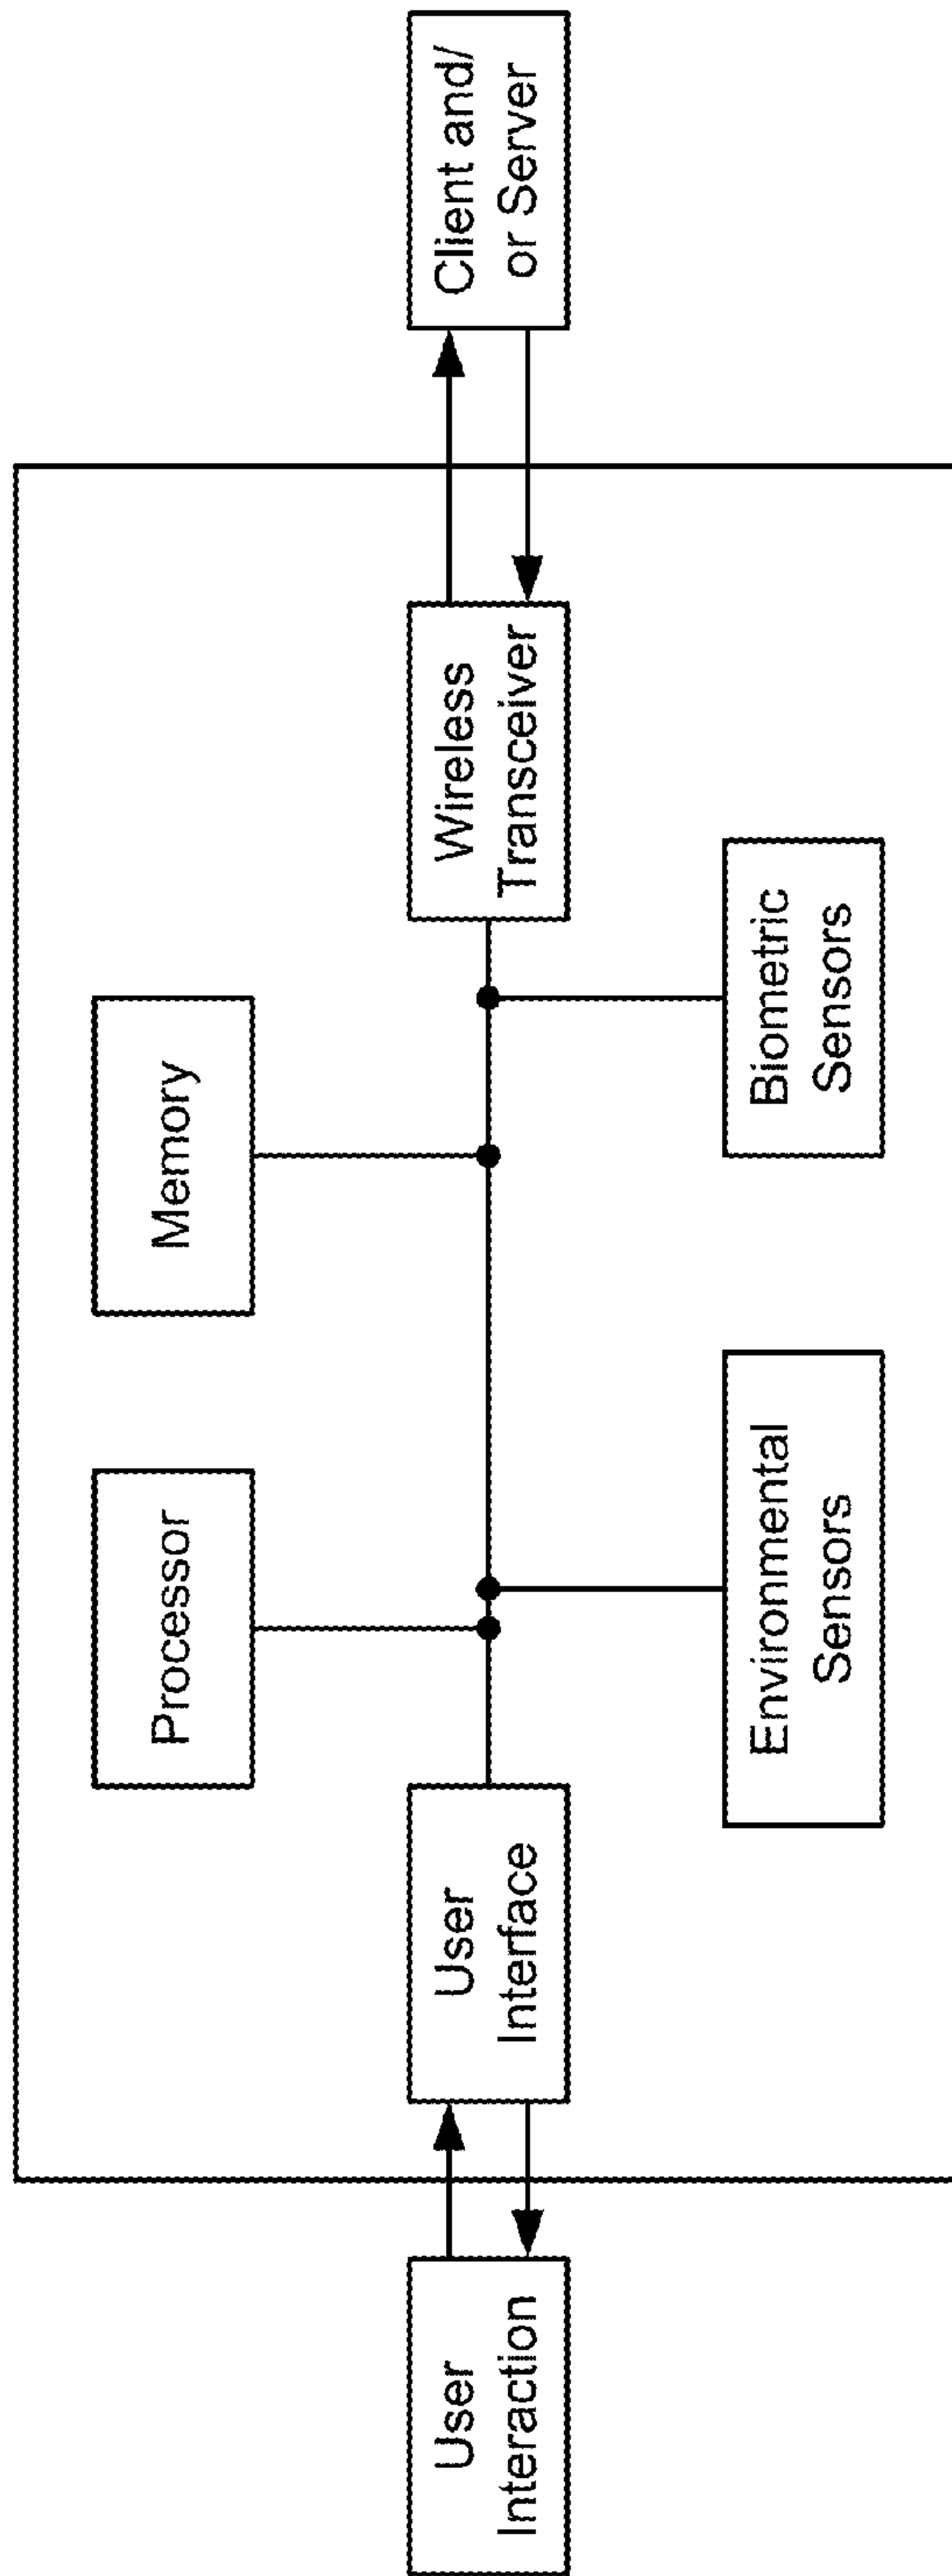 Processor
Memory
User
Interaction
User
Interface
Wireless
Transceiver
Client and/
or Server
Environmental
Sensors
Biometric
Sensors